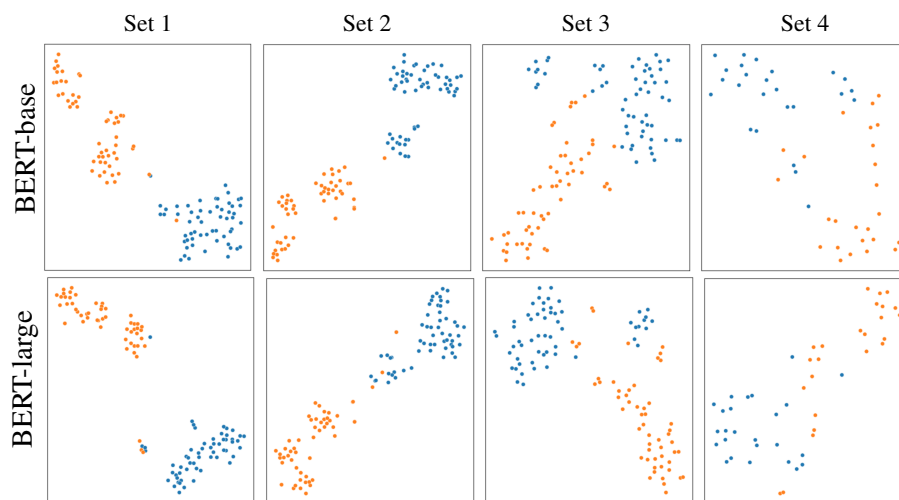 Set 1
Set 2
Set 3
Set 4
BERT-base
BERT-large